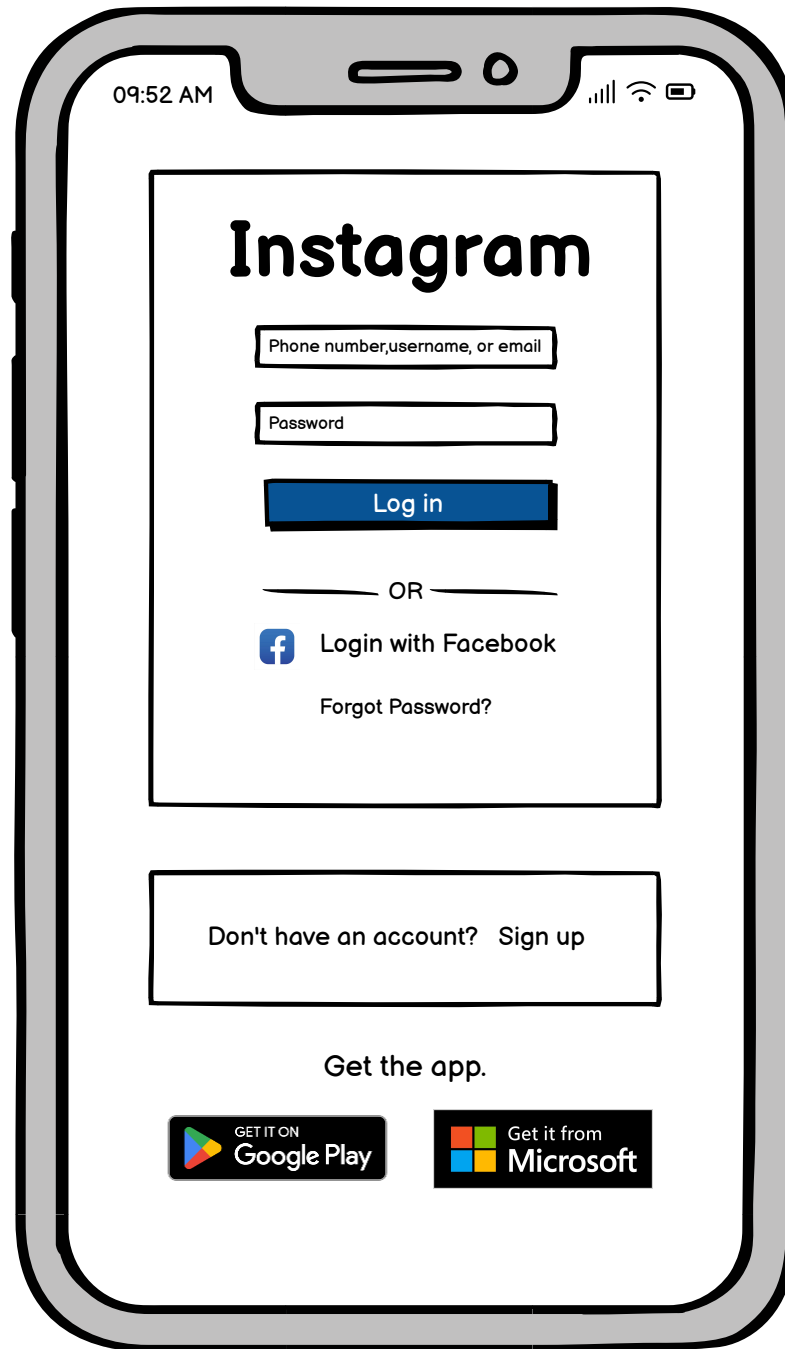 09:52 AM
Instagram
Phone number,username, or email
Password
Log in
OR
Login with Facebook
Forgot Password?
Don't have an account? Sign up
Get the app.
GET IT ON
Google Play
Get it from
Microsoft